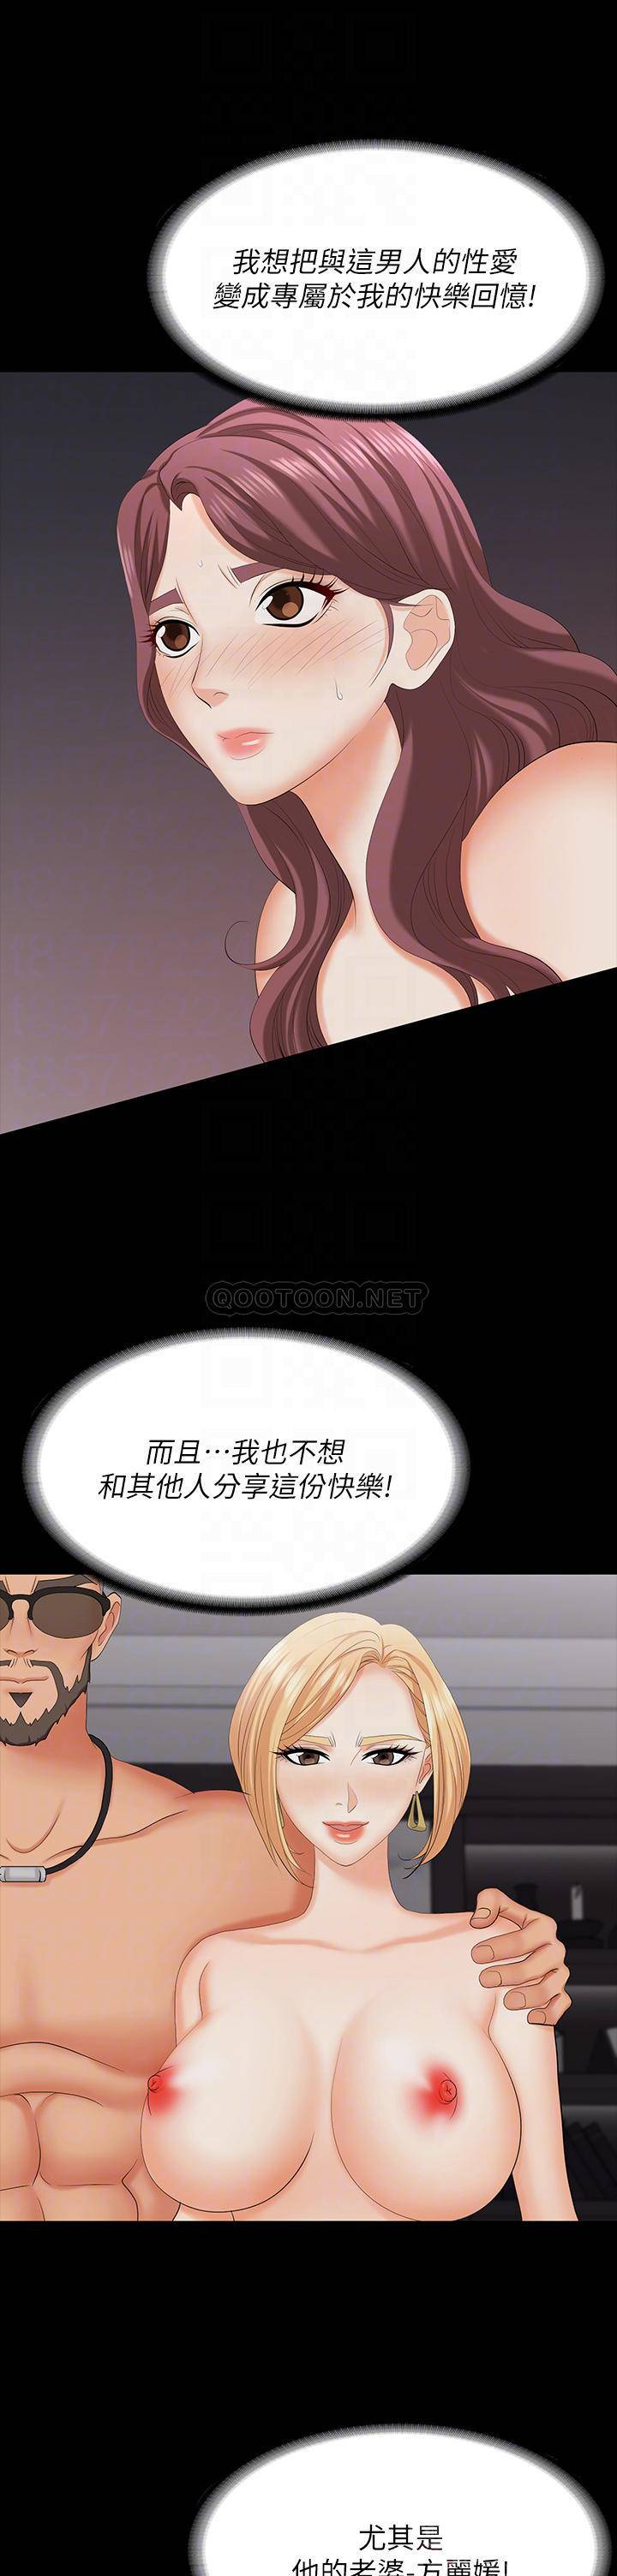 我想把與這男人的性愛
變成專屬於我的快樂回憶!
QOOTOON.NET
而且…我也不想
和其他人分享這份快樂!
尤其是
他的老婆-方麗媛!